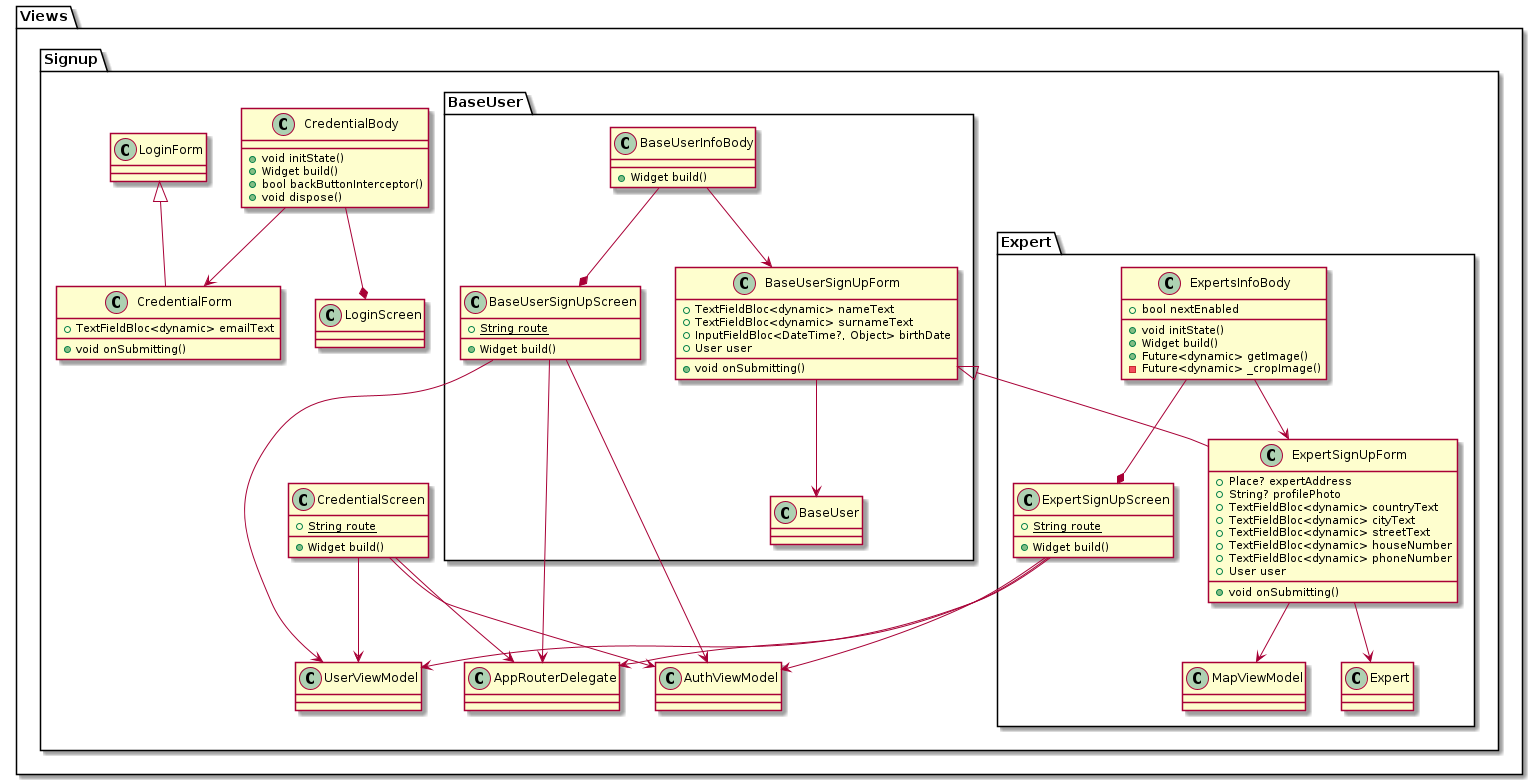 Views
Signup
BaseUser
C CredentialBody
void initState()
Widget build()
bool backButtonInterceptor()
void dispose()
C LoginForm
C BaseUserInfoBody
Widget build()
Expert
C CredentialForm
TextFieldBloc<dynamic> emailText
void onSubmitting()
C LoginScreen
C BaseUserSignUpScreen
String route
Widget build()
C BaseUserSignUpForm
TextFieldBloc<dynamic> nameText
TextFieldBloc<dynamic> surnameText
InputFieldBloc<DateTime?, Object> birthDate
User user
void onSubmitting()
C ExpertsInfoBody
bool nextEnabled
void initState()
Widget build()
Future<dynamic> getImage()
Future<dynamic> _cropImage()
C CredentialScreen
String route
Widget build()
C BaseUser
C ExpertSignUpScreen
String route
Widget build()
C ExpertSignUpForm
Place? expertAddress
String? profilePhoto
TextFieldBloc<dynamic> countryText
TextFieldBloc<dynamic> cityText
TextFieldBloc<dynamic> streetText
TextFieldBloc<dynamic> houseNumber
TextFieldBloc<dynamic> phoneNumber
User user
void onSubmitting()
C UserViewModel
C AppRouterDelegate
C AuthViewModel
C MapViewModel
C Expert